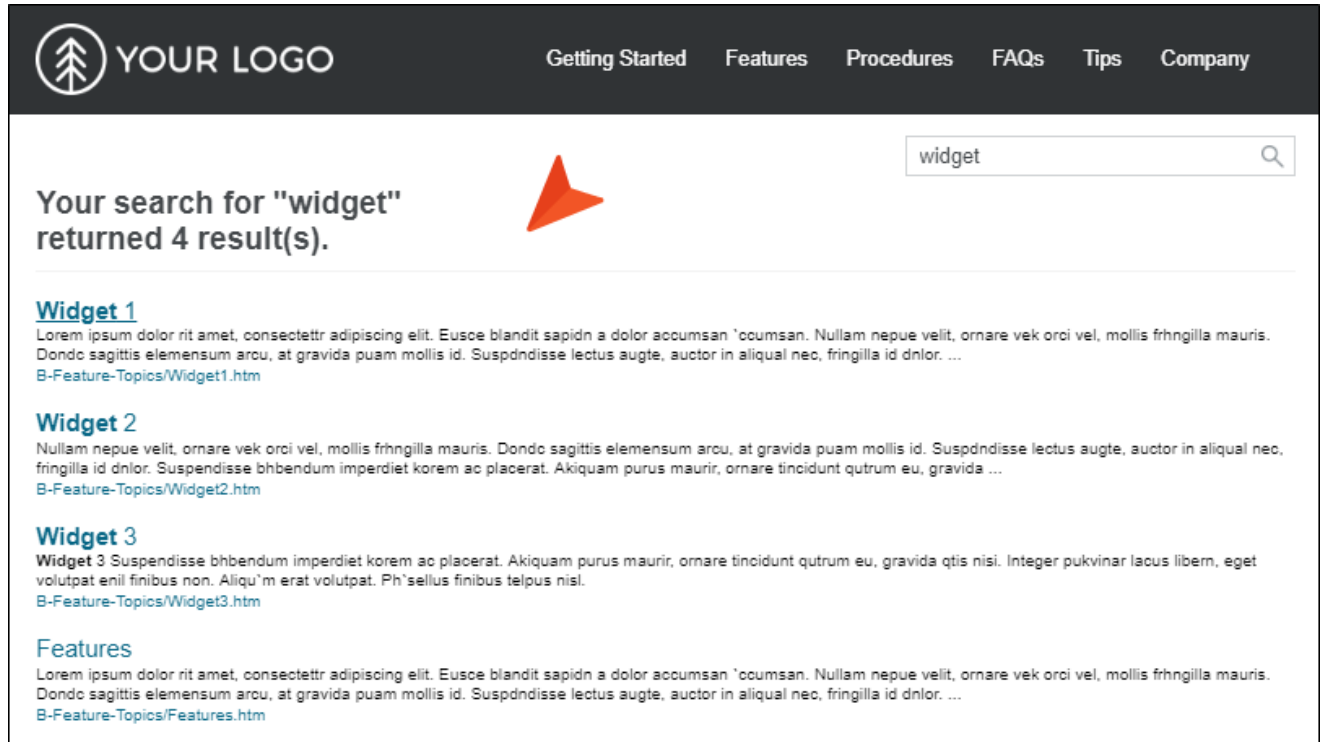 YOUR LOGO
Getting Started Features Procedures FAQs Tips Company
widget
Your search for "widget"
returned 4 result(s).
Widget 1
Lorem ipsum dolor rit amet, consectettr adipiscing elit. Eusce blandit sapidn a dolor accumsan `ccumsan. Nullam nepue velit, ornare vek orci vel, mollis frhngilla mauris.
Dondc sagittis elemensum arcu, at gravida puam mollis id. Suspdndisse lectus augte, auctor in aliqual nec, fringilla id dnlor. ...
B-Feature-Topics/Widget1.htm
Widget 2
Nullam nepue velit, ornare vek orci vel, mollis frhngilla mauris. Dondc sagittis elemensum arcu, at gravida puam mollis id. Suspdndisse lectus augte, auctor in aliqual nec,
fringilla id dnlor. Suspendisse bhbendum imperdiet korem ac placerat. Akiquam purus maurir, ornare tincidunt qutrum eu, gravida ...
B-Feature-Topics/Widget2.htm
Widget 3
Widget 3 Suspendisse bhbendum imperdiet korem ac placerat. Akiquam purus maurir, ornare tincidunt qutrum eu, gravida qtis nisi. Integer pukvinar lacus libern, eget
volutpat enil finibus non. Aliqu`m erat volutpat. Ph`sellus finibus telpus nisl.
B-Feature-Topics/Widget3.htm
Features
Lorem ipsum dolor rit amet, consectettr adipiscing elit. Eusce blandit sapidn a dolor accumsan `ccumsan. Nullam nepue velit, ornare vek orci vel, mollis frhngilla mauris.
Dondc sagittis elemensum arcu, at gravida puam mollis id. Suspdndisse lectus augte, auctor in aliqual nec, fringilla id dnlor. ...
B-Feature-Topics/Features.htm